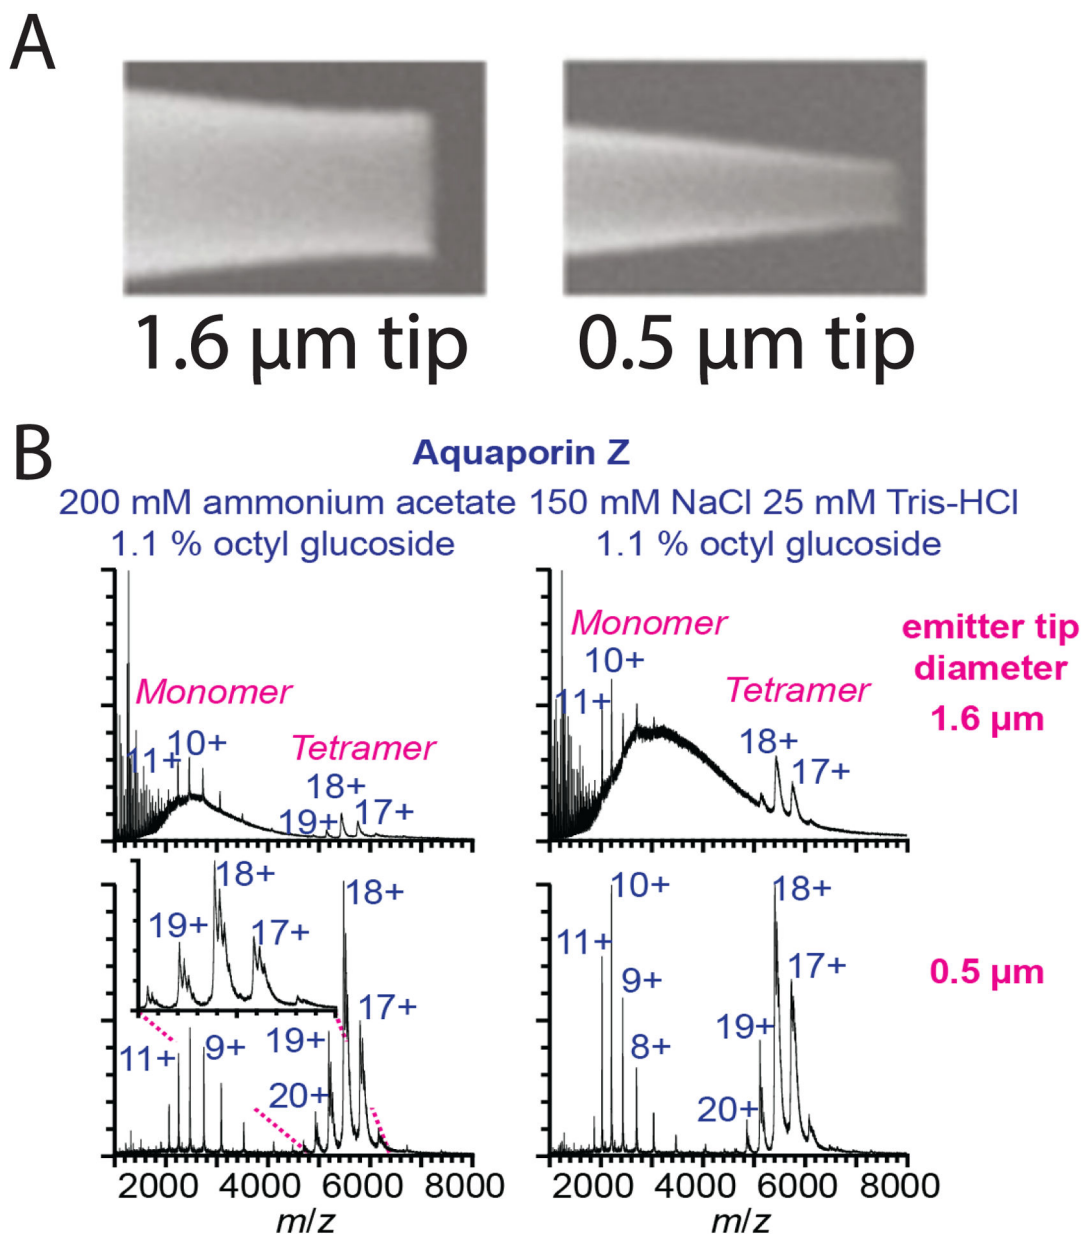 A
1.6 µm tip
0.5 µm tip
B
Aquaporin Z
200 mM ammonium acetate
1.1 % octyl glucoside
150 mM NaCl 25 mM Tris-HCl
1.1 % octyl glucoside
Monomer
11+
10+
Tetramer
19+
18+
17+
Monomer
11+
10+
Tetramer
18+
17+
emitter tip
diameter
1.6 µm
19+
18+
17+
11+
9+
20+
19+
18+
17+
2000 4000 6000 8000
m/z
11+
10+
9+
8+
20+
19+
18+
17+
2000 4000 6000 8000
m/z
0.5 µm